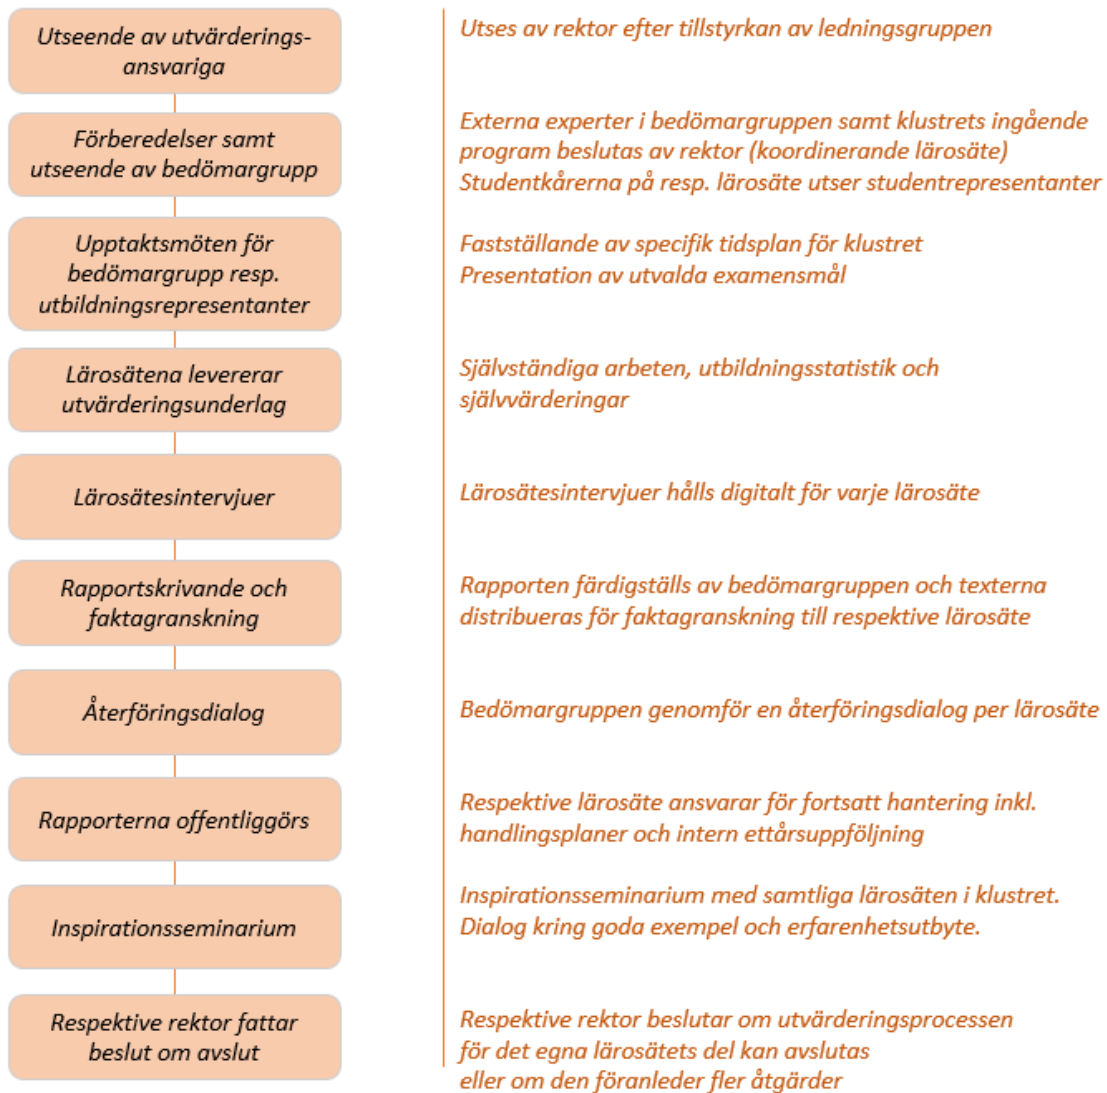 Utseende av utvärderings-
ansvariga
Utses av rektor efter tillstyrkan av ledningsgruppen
Förberedelser samt
utseende av bedömargrupp
Externa experter i bedömargruppen samt klustrets ingående
program beslutas av rektor (koordinerande lärosäte)
Studentkårerna på resp. lärosäte utser studentrepresentanter
Upptaktsmöten för
bedömargrupp resp.
utbildningsrepresentanter
Fastställande av specifik tidsplan för klustret
Presentation av utvalda examensmål
Lärosätena levererar
utvärderingsunderlag
Självständiga arbeten, utbildningsstatistik och
självvärderingar
Lärosätesintervjuer
Lärosätesintervjuer hålls digitalt för varje lärosäte
Rapportskrivande och
faktagranskning
Rapporten färdigställs av bedömargruppen och texterna
distribueras för faktagranskning till respektive lärosäte
Återföringsdialog
Bedömargruppen genomför en återföringsdialog per lärosäte
Rapporterna offentliggörs
Respektive lärosäte ansvarar för fortsatt hantering inkl.
handlingsplaner och intern ettårsuppföljning
Inspirationsseminarium
Inspirationsseminarium med samtliga lärosäten i klustret.
Dialog kring goda exempel och erfarenhetsutbyte.
Respektive rektor fattar
beslut om avslut
Respektive rektor beslutar om utvärderingsprocessen
för det egna lärosätets del kan avslutas
eller om den föranleder fler åtgärder